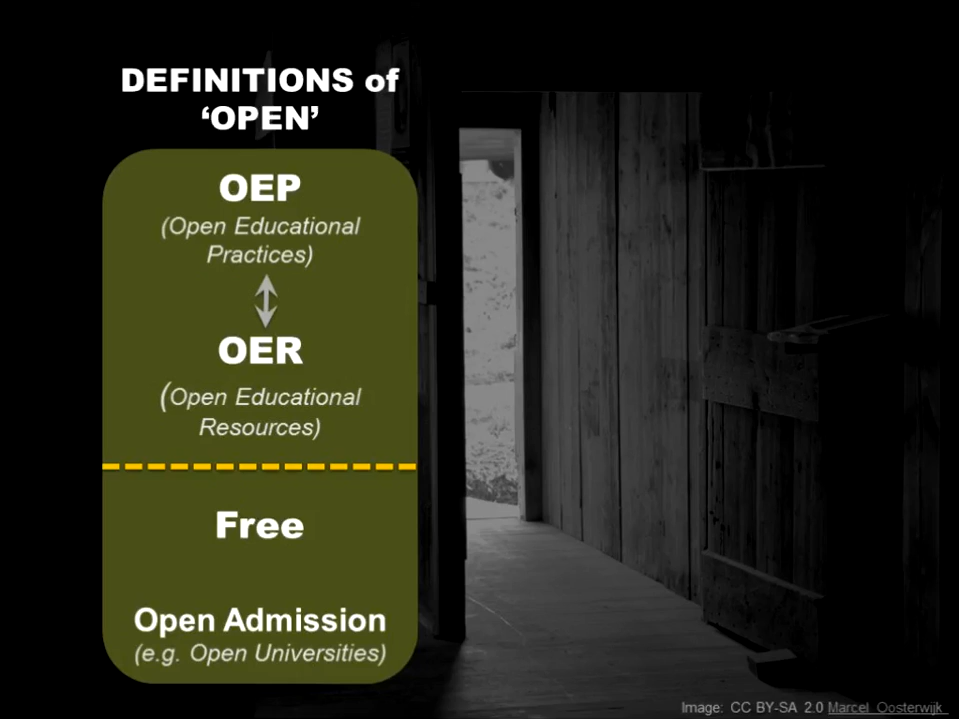 DEFINITIONS of
‘OPEN’
OEP
(Open Educational
Practices)
OER
(Open Educational
Resources)
Free
Open Admission
(e.g. Open Universities)
Image: CC BY-SA 2.0 Marcel Oosterwijk